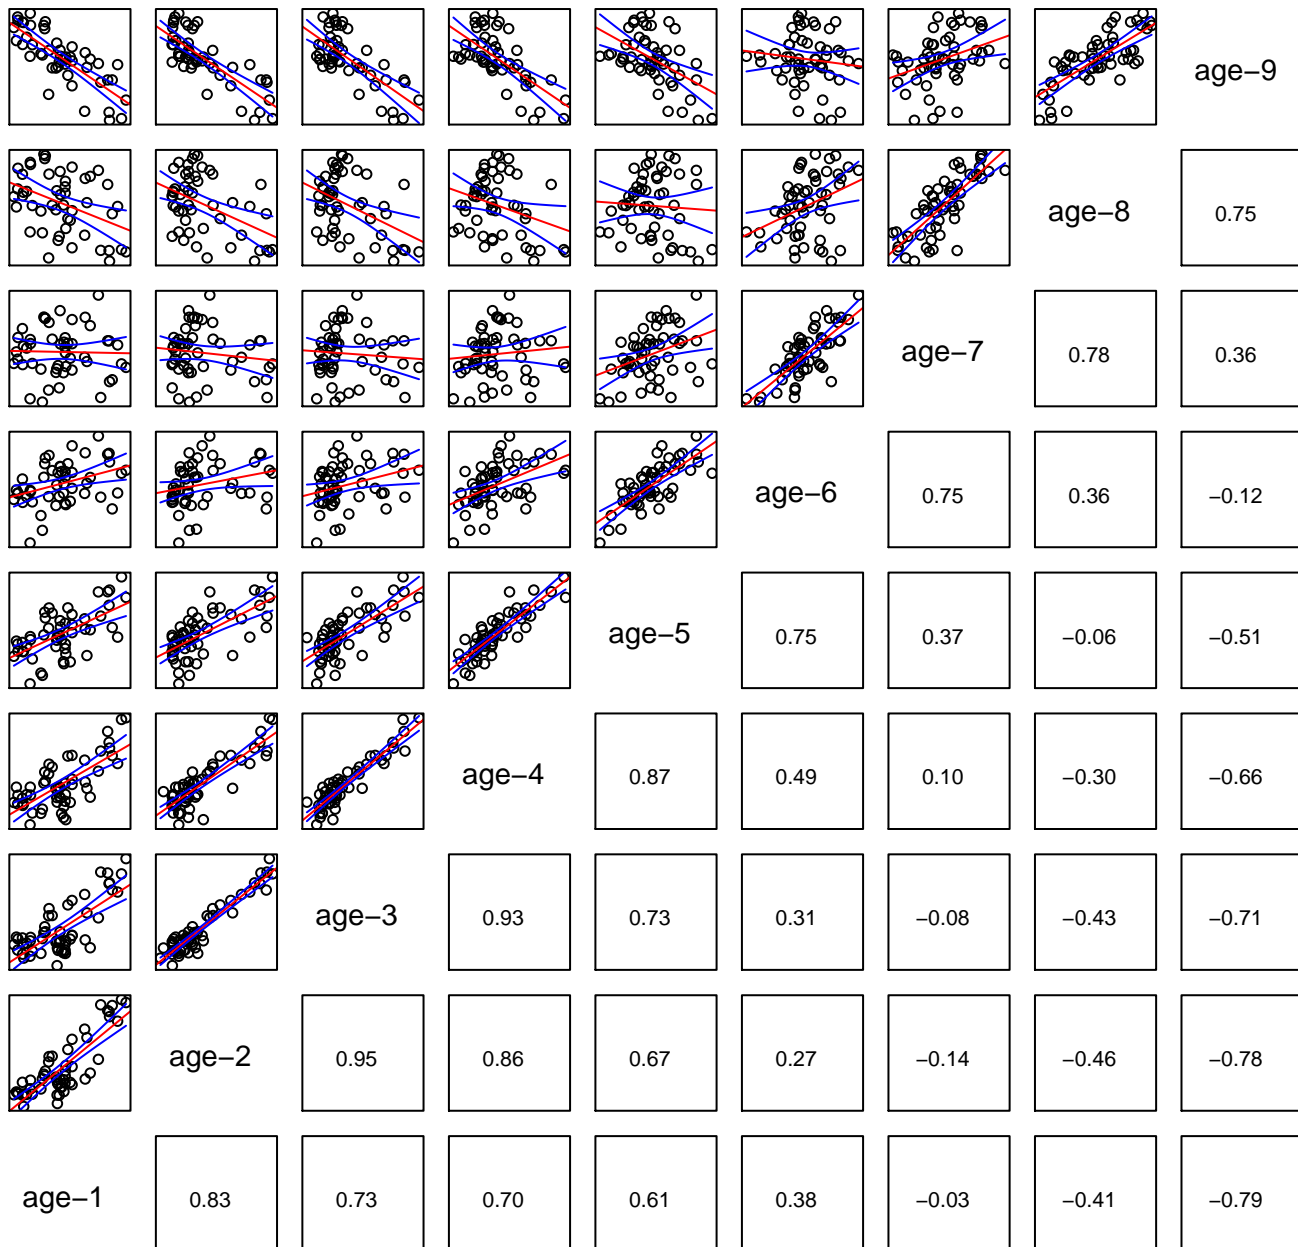 age−9
age−8 0.75
age−7 0.78 0.36
age−6 0.75 0.36 −0.12
age−5 0.75 0.37 −0.06 −0.51
age−4 0.87 0.49 0.10 −0.30 −0.66
age−3 0.93 0.73 0.31 −0.08 −0.43 −0.71
age−2 0.95 0.86 0.67 0.27 −0.14 −0.46 −0.78
age−1 0.83 0.73 0.70 0.61 0.38 −0.03 −0.41 −0.79